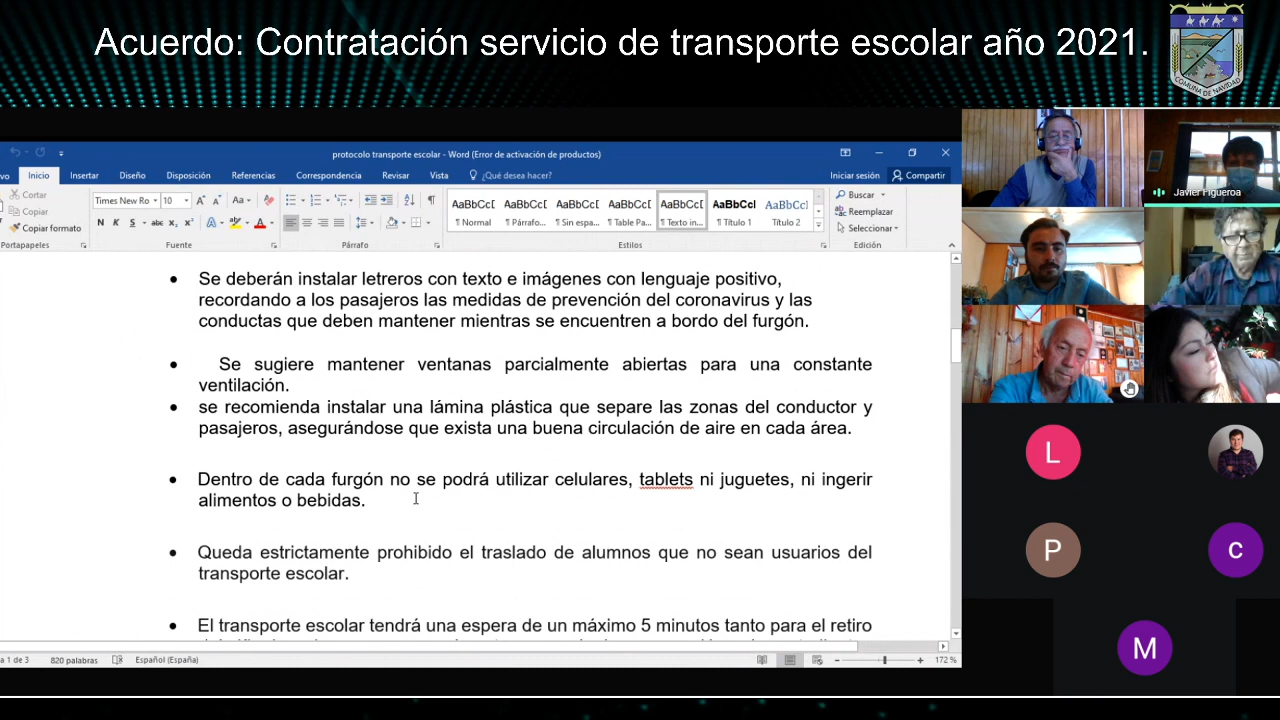 Acuerdo: Contratación servicio de transporte escolar año 2021.
COMUNA DE NAVIDAD
protocolo transporte escolar - Word (Error de activación de productos)
Inicio Insertar Diseño Disposición Referencias Correspondencia Revisar Vista ¿Qué desea hacer? Iniciar sesión Compartir
Cortar
Copiar
Copiar formato
Times New Ro 10
N K S abc x₂ x²
AaBbCcI AaBbCcI AaBbCcI AaBbCcI AaBbCcI AaBbCcI AaBbCcI
¶ Normal ¶ Párrafo... ¶ Sin espa... ¶ Table Pa... ¶ Texto in... ¶ Título 1 Título 2
Buscar
Reemplazar
Seleccionar
Portapapeles Fuente Párrafo Estilos Edición
• Se deberán instalar letreros con texto e imágenes con lenguaje positivo,
recordando a los pasajeros las medidas de prevención del coronavirus y las
conductas que deben mantener mientras se encuentren a bordo del furgón.
• Se sugiere mantener ventanas parcialmente abiertas para una constante
ventilación.
• se recomienda instalar una lámina plástica que separe las zonas del conductor y
pasajeros, asegurándose que exista una buena circulación de aire en cada área.
• Dentro de cada furgón no se podrá utilizar celulares, tablets ni juguetes, ni ingerir
alimentos o bebidas.
• Queda estrictamente prohibido el traslado de alumnos que no sean usuarios del
transporte escolar.
• El transporte escolar tendrá una espera de un máximo 5 minutos tanto para el retiro
a 1 de 3 820 palabras Español (España) 172 %
Javier Figueroa
L
P
c
M